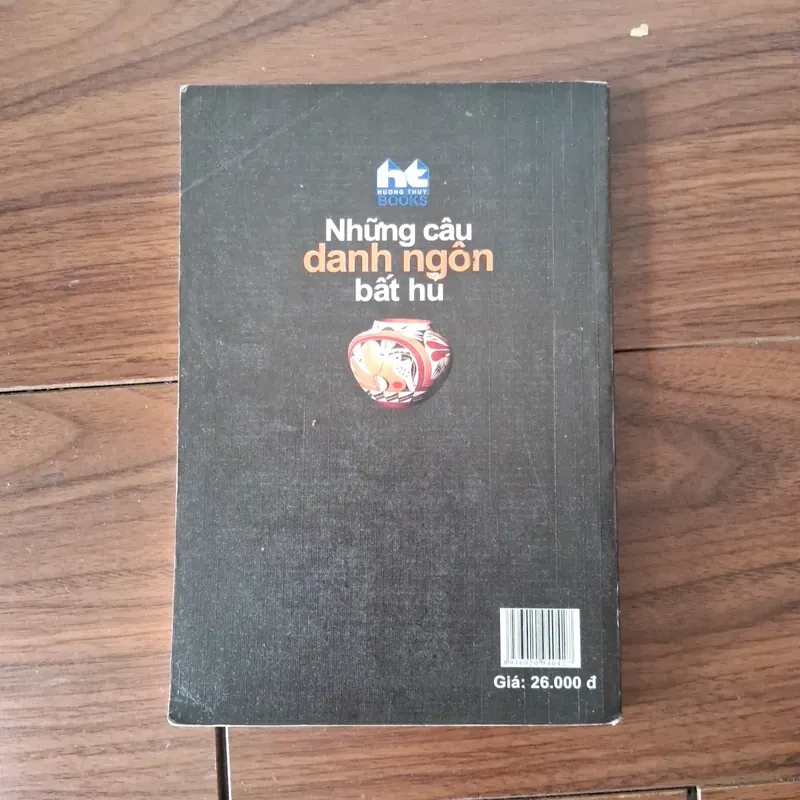 ht
HUONG THUY
BOOKS
Những câu
danh ngôn
bất hủ
Giá: 26.000 đ